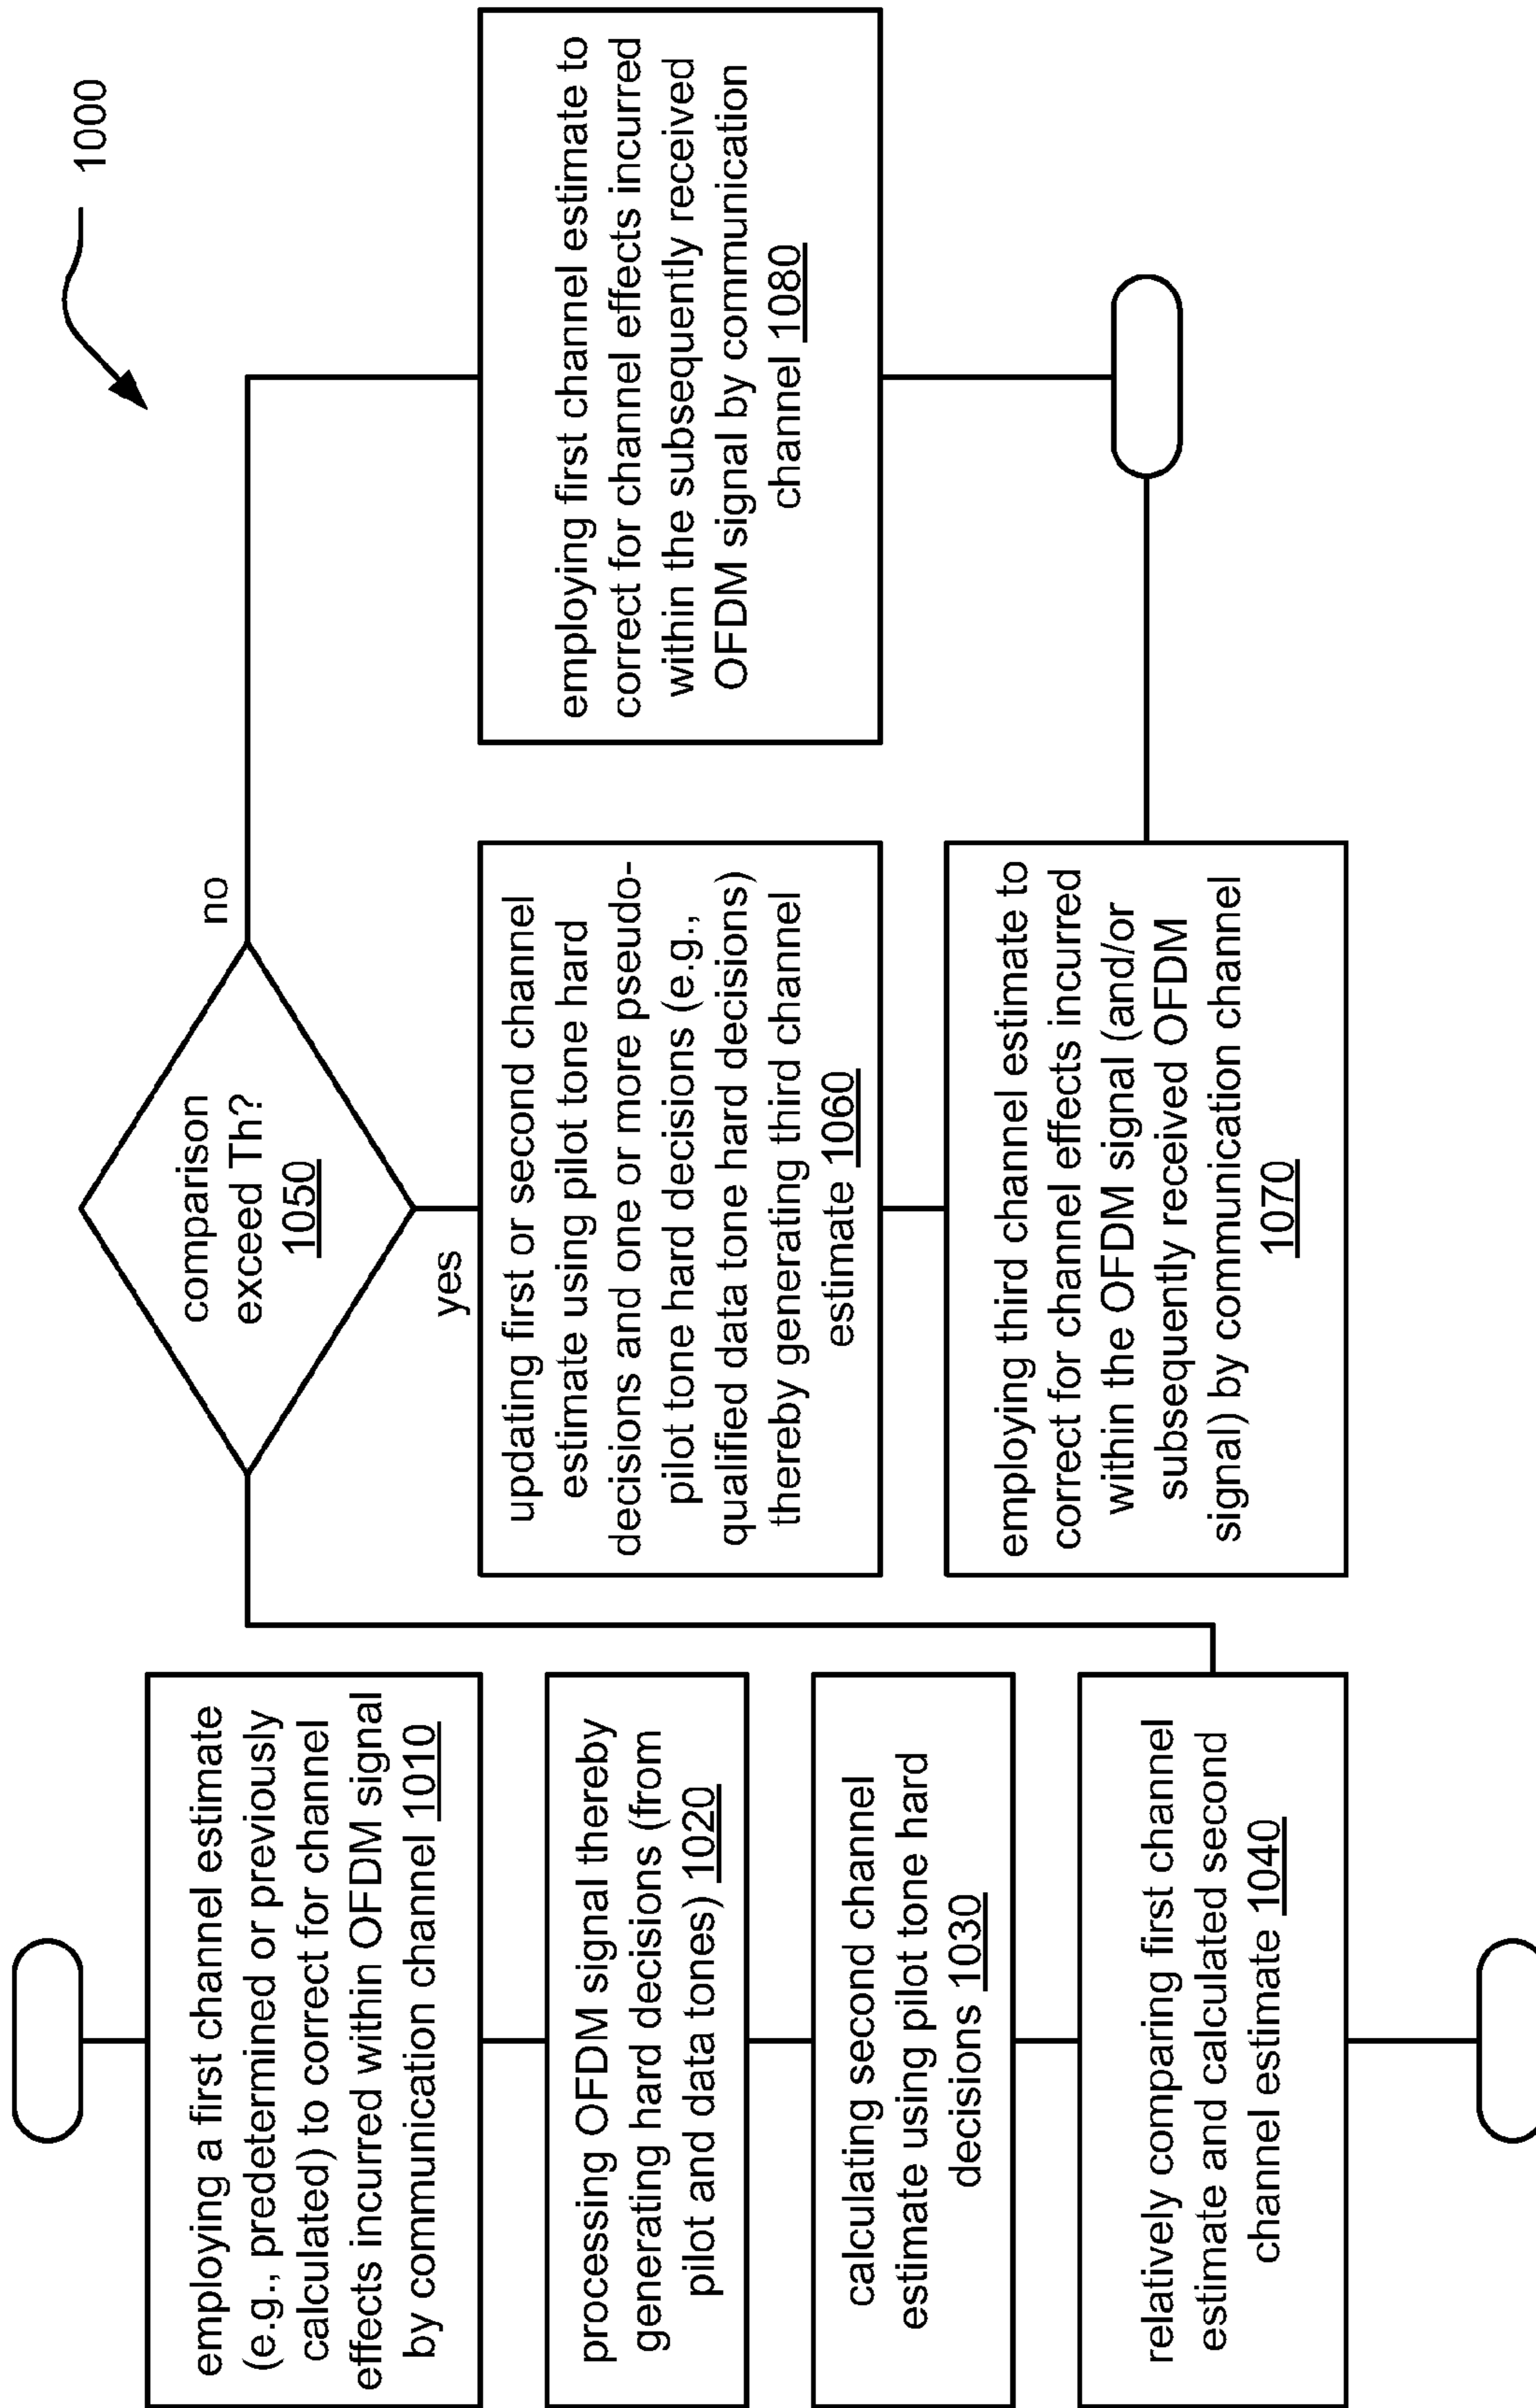 1000
employing a first channel estimate
(e.g., predetermined or previously
calculated) to correct for channel
effects incurred within OFDM signal
by communication channel 1010
processing OFDM signal thereby
generating hard decisions (from
pilot and data tones) 1020
calculating second channel
estimate using pilot tone hard
decisions 1030
relatively comparing first channel
estimate and calculated second
channel estimate 1040
comparison
exceed Th?
1050
yes
no
updating first or second channel
estimate using pilot tone hard
decisions and one or more pseudo-
pilot tone hard decisions (e.g.,
qualified data tone hard decisions)
thereby generating third channel
estimate 1060
employing third channel estimate to
correct for channel effects incurred
within the OFDM signal (and/or
subsequently received OFDM
signal) by communication channel
1070
employing first channel estimate to
correct for channel effects incurred
within the subsequently received
OFDM signal by communication
channel 1080